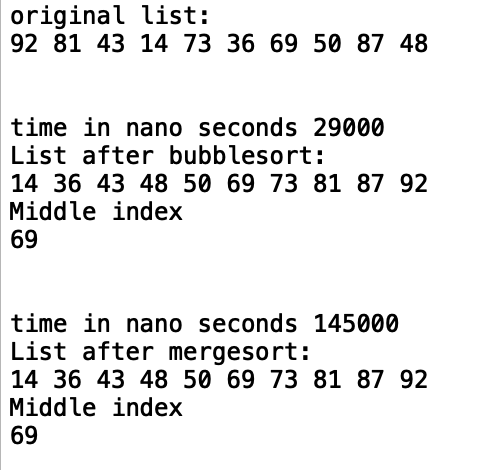 original list:
92 81 43 14 73 36 69 50 87 48
time in nano seconds 29000
List after bubblesort:
14 36 43 48 50 69 73 81 87 92
Middle index
69
time in nano seconds 145000
List after mergesort:
14 36 43 48 50 69 73 81 87 92
Middle index
69